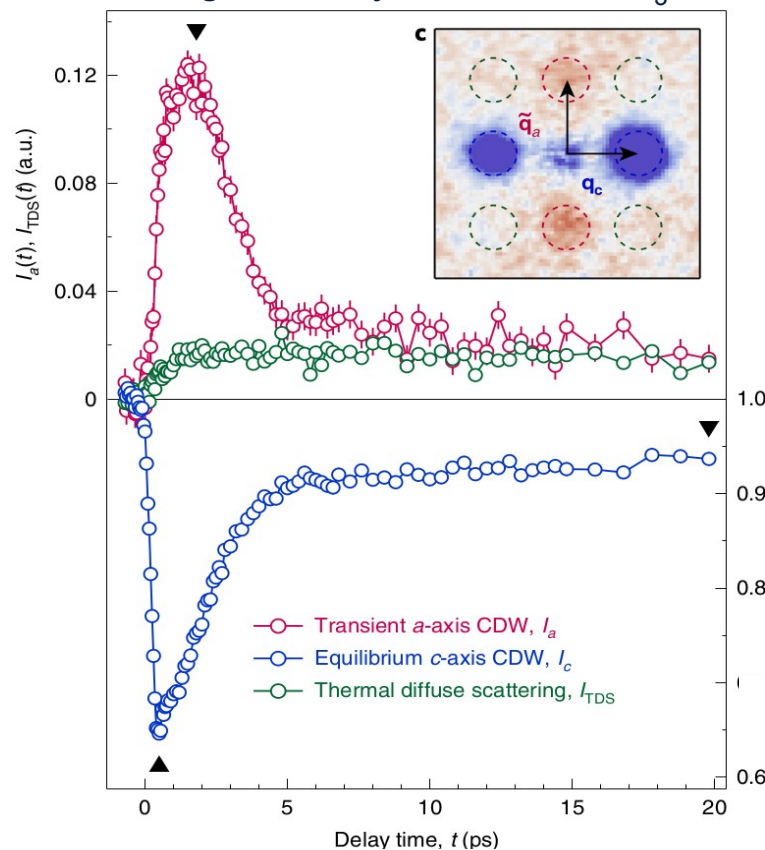 c
q̃a
qc
0.12
0.08
0.04
0
Ia(t), ITDS(t) (a.u.)
1.0
0.9
0.8
0.6
Transient a-axis CDW, Ia
Equilibrium c-axis CDW, Ic
Thermal diffuse scattering, ITDS
0 5 10 15 20
Delay time, t (ps)